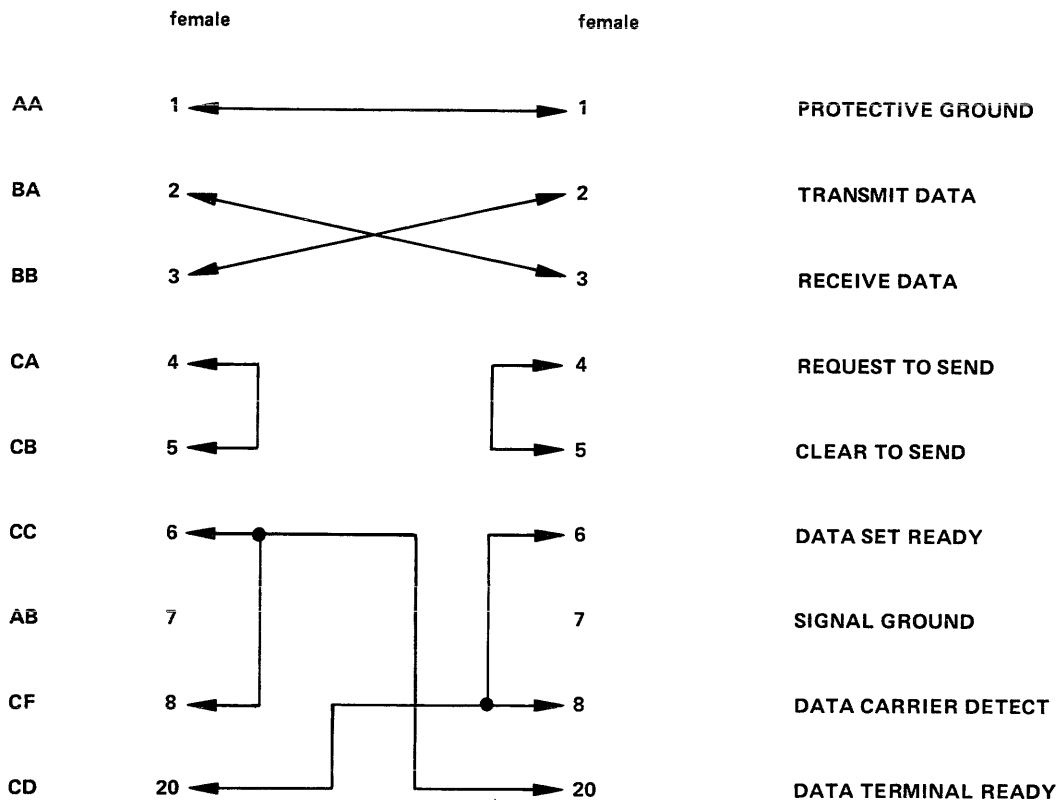 female female
AA 1 1 PROTECTIVE GROUND
BA 2 2 TRANSMIT DATA
BB 3 3 RECEIVE DATA
CA 4 4 REQUEST TO SEND
CB 5 5 CLEAR TO SEND
CC 6 6 DATA SET READY
AB 7 7 SIGNAL GROUND
CF 8 8 DATA CARRIER DETECT
CD 20 20 DATA TERMINAL READY